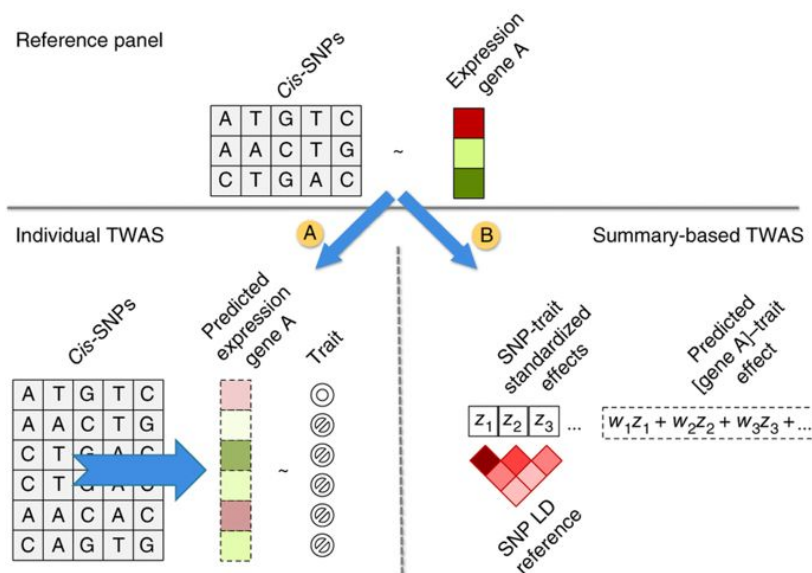 Reference panel
Cis-SNPs
Expression
gene A
A T G T C
A A C T G
C T G A C
~
Individual TWAS
A
B
Summary-based TWAS
Cis-SNPs
Predicted
expression
gene A
Trait
A T G T C
A A C T G
C T G A C
C T G A C
A A C A C
C A G T G
~
SNP-trait
standardized
effects
Predicted
[gene A]–trait
effect
z₁ z₂ z₃ ...
w₁z₁ + w₂z₂ + w₃z₃ +...
SNP LD
reference